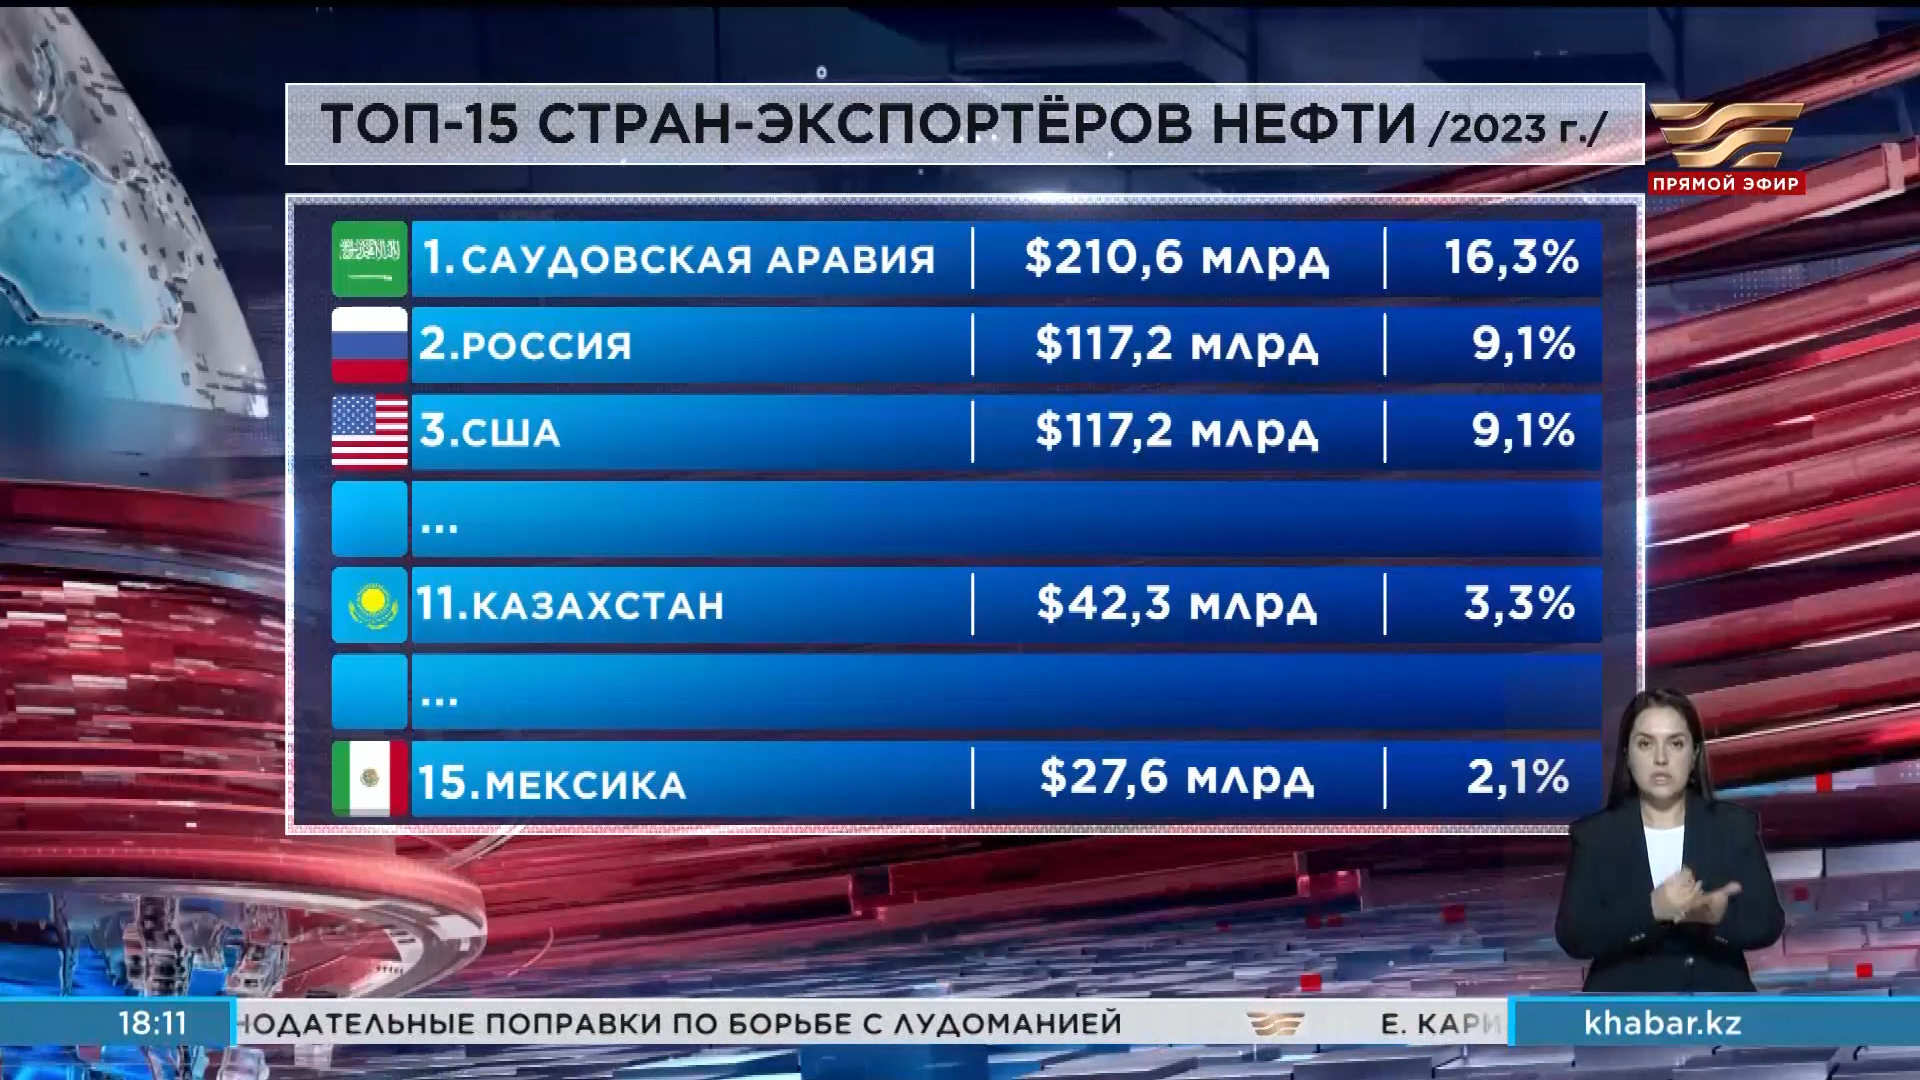 ТОП-15 СТРАН-ЭКСПОРТЁРОВ НЕФТИ /2023 г./
ПРЯМОЙ ЭФИР
1.САУДОВСКАЯ АРАВИЯ $210,6 млрд 16,3%
2.РОССИЯ $117,2 млрд 9,1%
3.США $117,2 млрд 9,1%
...
11.КАЗАХСТАН $42,3 млрд 3,3%
...
15.МЕКСИКА $27,6 млрд 2,1%
18:11 НОДАТЕЛЬНЫЕ ПОПРАВКИ ПО БОРЬБЕ С ЛУДОМАНИЕЙ Е. КАРИ khabar.kz